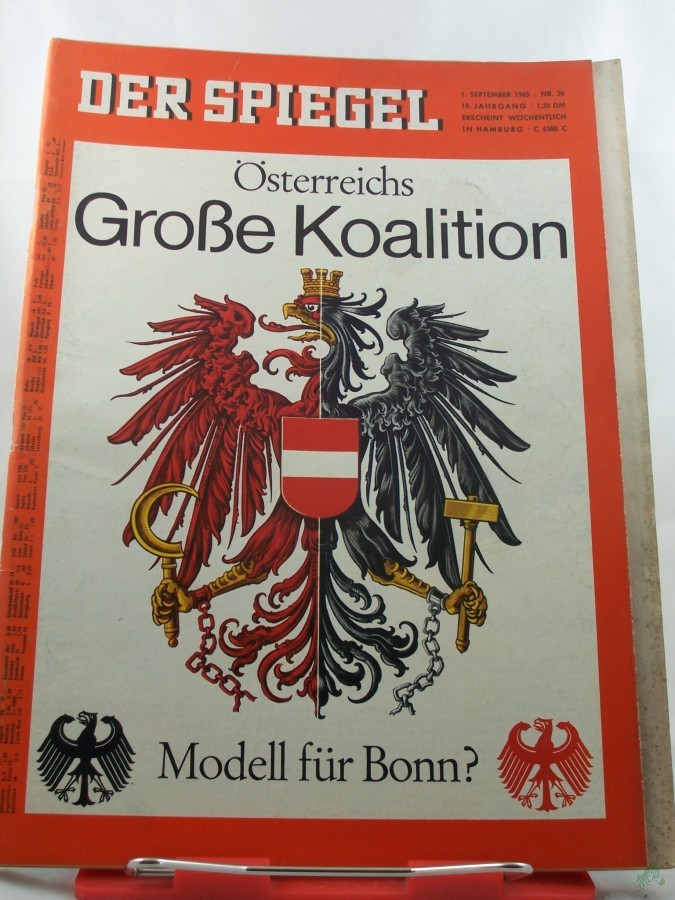 DER SPIEGEL
1. SEPTEMBER 1965 · NR. 36
19. JAHRGANG · 1,20 DM
ERSCHEINT WÖCHENTLICH
IN HAMBURG · C 6380 C
Österreichs
Große Koalition
Modell für Bonn?